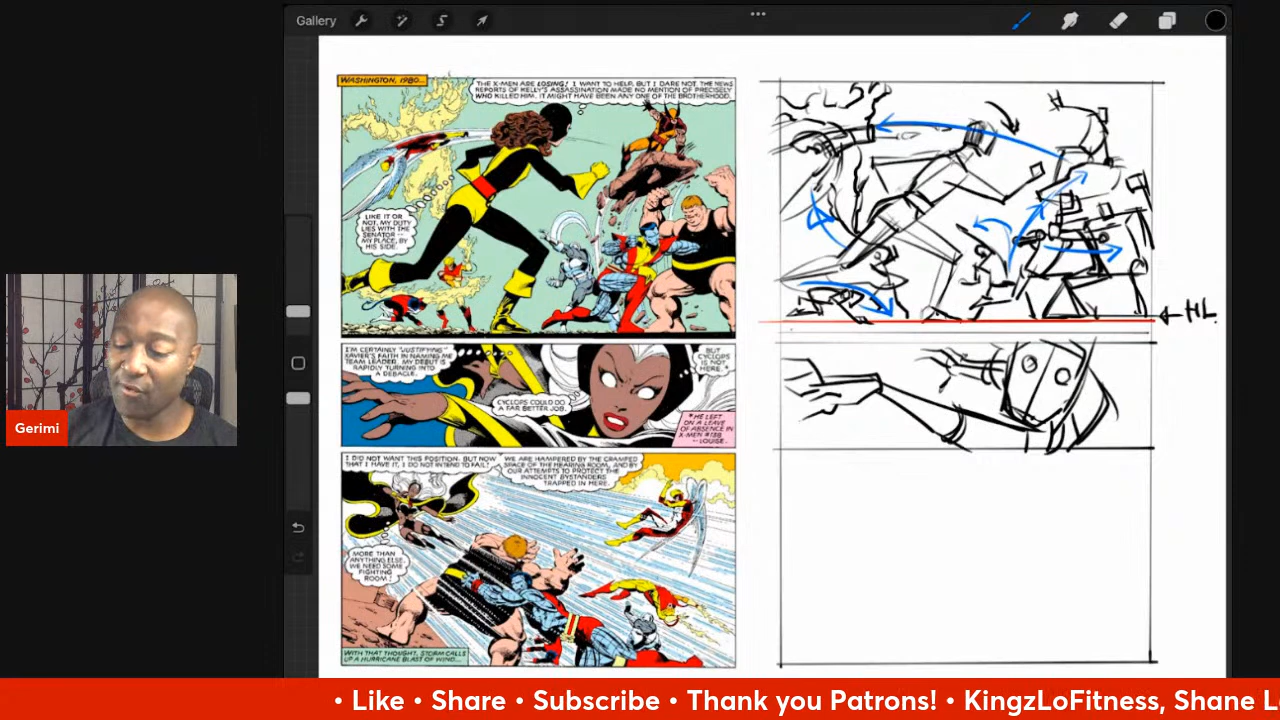 Gallery
WASHINGTON, 1980...
THE X-MEN ARE LOSING! I WANT TO HELP, BUT I DARE NOT. THE NEWS
REPORTS OF KELLY'S ASSASSINATION MADE NO MENTION OF PRECISELY
WHO KILLED HIM. IT MIGHT HAVE BEEN ANY ONE OF THE BROTHERHOOD.
LIKE IT OR
NOT, MY DUTY
LIES WITH THE
SENATOR --
MY PLACE, BY
HIS SIDE.
HL
I'M CERTAINLY "JUSTIFYING"
XAVIER'S FAITH IN NAMING ME
TEAM LEADER. MY DEBUT IS
RAPIDLY TURNING INTO
A DEBACLE.
BUT
CYCLOPS
IS NOT
HERE.*
CYCLOPS COULD DO
A FAR BETTER JOB.
*HE LEFT
ON A LEAVE
OF ABSENCE IN
X-MEN #138
--LOUISE.
Gerimi
I DID NOT WANT THIS POSITION. BUT NOW
THAT I HAVE IT, I DO NOT INTEND TO FAIL!
WE ARE HAMPERED BY THE CRAMPED
SPACE OF THE HEARING ROOM, AND BY
OUR ATTEMPTS TO PROTECT THE
INNOCENT BYSTANDERS
TRAPPED IN HERE.
MORE THAN
ANYTHING ELSE,
WE NEED SOME
FIGHTING
ROOM!
WITH THAT THOUGHT, STORM CALLS
UP A HURRICANE BLAST OF WIND...
• Like • Share • Subscribe • Thank you Patrons! • KingzLoFitness, Shane L